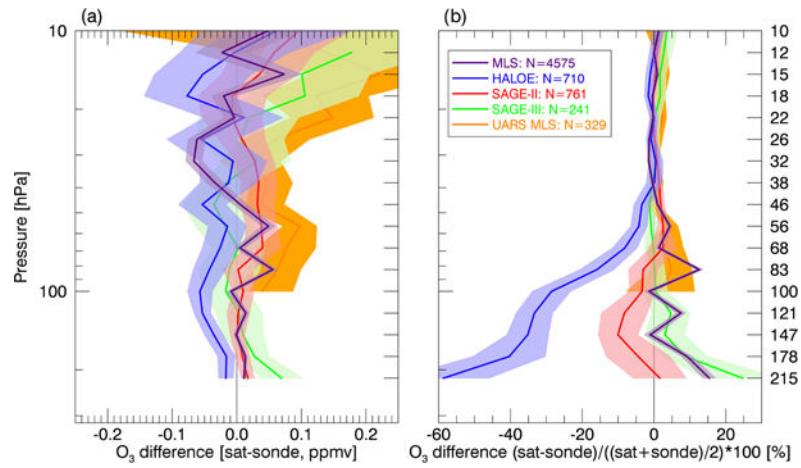 (a)
(b)
10
100
Pressure [hPa]
-0.2
-0.1
0.0
0.1
0.2
O3 difference [sat-sonde, ppmv]
MLS: N=4575
HALOE: N=710
SAGE-II: N=761
SAGE-III: N=241
UARS MLS: N=329
10
12
15
18
22
26
32
38
46
56
68
83
100
121
147
178
215
-60
-40
-20
0
20
O3 difference (sat-sonde)/((sat+sonde)/2)*100 [%]